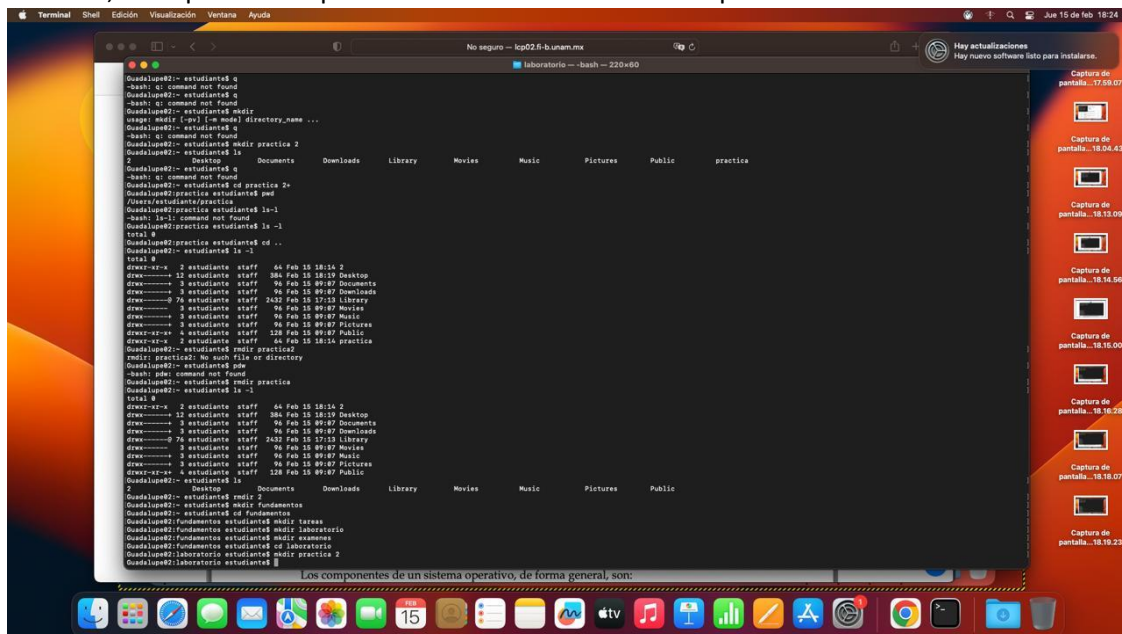 Terminal Shell Edición Visualización Ventana Ayuda
Jue 15 de feb 18:24
No seguro — lcp02.fi-b.unam.mx
Hay actualizaciones
Hay nuevo software listo para instalarse.
laboratorio — -bash — 220×60
Guadalupe02:~ estudiante$ q
-bash: q: command not found
Guadalupe02:~ estudiante$ q
-bash: q: command not found
Guadalupe02:~ estudiante$ mkdir
usage: mkdir [-pv] [-m mode] directory_name ...
Guadalupe02:~ estudiante$ q
-bash: q: command not found
Guadalupe02:~ estudiante$ mkdir practica 2
Guadalupe02:~ estudiante$ ls
2 Desktop Documents Downloads Library Movies Music Pictures Public practica
Guadalupe02:~ estudiante$ q
-bash: q: command not found
Guadalupe02:~ estudiante$ cd practica 2+
Guadalupe02:practica estudiante$ pwd
/Users/estudiante/practica
Guadalupe02:practica estudiante$ ls-l
-bash: ls-l: command not found
Guadalupe02:practica estudiante$ ls -l
total 0
Guadalupe02:practica estudiante$ cd ..
Guadalupe02:~ estudiante$ ls -l
total 0
drwxr-xr-x 2 estudiante staff 64 Feb 15 18:14 2
drwx------+ 12 estudiante staff 384 Feb 15 18:19 Desktop
drwx------+ 3 estudiante staff 96 Feb 15 09:07 Documents
drwx------+ 3 estudiante staff 96 Feb 15 09:07 Downloads
drwx------@ 76 estudiante staff 2432 Feb 15 17:13 Library
drwx------ 3 estudiante staff 96 Feb 15 09:07 Movies
drwx------+ 3 estudiante staff 96 Feb 15 09:07 Music
drwx------+ 3 estudiante staff 96 Feb 15 09:07 Pictures
drwxr-xr-x+ 4 estudiante staff 128 Feb 15 09:07 Public
drwxr-xr-x 2 estudiante staff 64 Feb 15 18:14 practica
Guadalupe02:~ estudiante$ rmdir practica2
rmdir: practica2: No such file or directory
Guadalupe02:~ estudiante$ pdw
-bash: pdw: command not found
Guadalupe02:~ estudiante$ rmdir practica
Guadalupe02:~ estudiante$ ls -l
total 0
drwxr-xr-x 2 estudiante staff 64 Feb 15 18:14 2
drwx------+ 12 estudiante staff 384 Feb 15 18:19 Desktop
drwx------+ 3 estudiante staff 96 Feb 15 09:07 Documents
drwx------+ 3 estudiante staff 96 Feb 15 09:07 Downloads
drwx------@ 76 estudiante staff 2432 Feb 15 17:13 Library
drwx------ 3 estudiante staff 96 Feb 15 09:07 Movies
drwx------+ 3 estudiante staff 96 Feb 15 09:07 Music
drwx------+ 3 estudiante staff 96 Feb 15 09:07 Pictures
drwxr-xr-x+ 4 estudiante staff 128 Feb 15 09:07 Public
Guadalupe02:~ estudiante$ ls
2 Desktop Documents Downloads Library Movies Music Pictures Public
Guadalupe02:~ estudiante$ rmdir 2
Guadalupe02:~ estudiante$ mkdir fundamentos
Guadalupe02:~ estudiante$ cd fundamentos
Guadalupe02:fundamentos estudiante$ mkdir tareas
Guadalupe02:fundamentos estudiante$ mkdir laboratorio
Guadalupe02:fundamentos estudiante$ mkdir examenes
Guadalupe02:fundamentos estudiante$ cd laboratorio
Guadalupe02:laboratorio estudiante$ mkdir practica 2
Guadalupe02:laboratorio estudiante$
Captura de
pantalla...17.59.07
Captura de
pantalla...18.04.43
Captura de
pantalla...18.13.09
Captura de
pantalla...18.14.56
Captura de
pantalla...18.15.00
Captura de
pantalla...18.16.28
Captura de
pantalla...18.18.07
Captura de
pantalla...18.19.23
Los componentes de un sistema operativo, de forma general, son:
FEB
15
tv